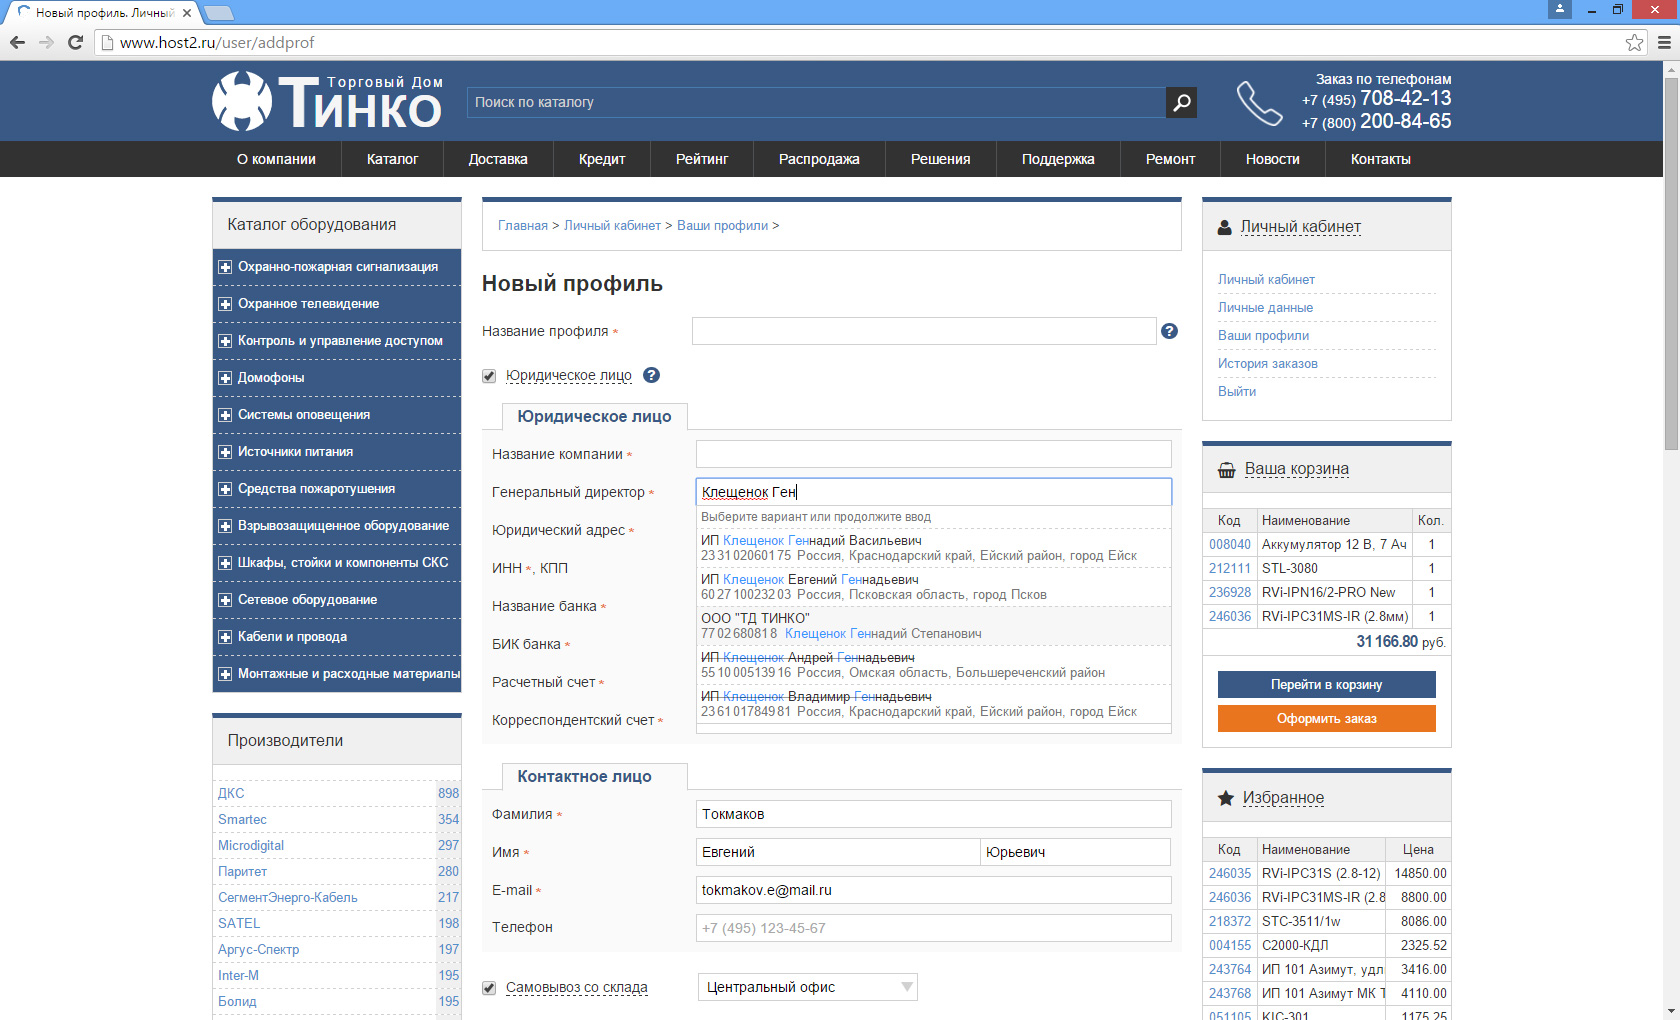 Новый профиль. Личный
www.host2.ru/user/addprof
Торговый Дом
Тинко
Поиск по каталогу
Заказ по телефонам
+7 (495) 708-42-13
+7 (800) 200-84-65
О компании Каталог Доставка Кредит Рейтинг Распродажа Решения Поддержка Ремонт Новости Контакты
Каталог оборудования
Охранно-пожарная сигнализация
Охранное телевидение
Контроль и управление доступом
Домофоны
Системы оповещения
Источники питания
Средства пожаротушения
Взрывозащищенное оборудование
Шкафы, стойки и компоненты СКС
Сетевое оборудование
Кабели и провода
Монтажные и расходные материалы
Производители
ДКС 898
Smartec 354
Microdigital 297
Паритет 280
СегментЭнерго-Кабель 217
SATEL 198
Аргус-Спектр 197
Inter-M 195
Болид 195
Главная > Личный кабинет > Ваши профили >
Новый профиль
Название профиля *
Юридическое лицо
Юридическое лицо
Название компании *
Генеральный директор * Клещенок Ген
Выберите вариант или продолжите ввод
Юридический адрес *
ИП Клещенок Геннадий Васильевич
233102060175 Россия, Краснодарский край, Ейский район, город Ейск
ИНН *, КПП
ИП Клещенок Евгений Геннадьевич
602710023203 Россия, Псковская область, город Псков
Название банка *
ООО "ТД ТИНКО"
7702680818 Клещенок Геннадий Степанович
БИК банка *
ИП Клещенок Андрей Геннадьевич
551000513916 Россия, Омская область, Большереченский район
Расчетный счет *
ИП Клещенок Владимир Геннадьевич
236101784981 Россия, Краснодарский край, Ейский район, город Ейск
Корреспондентский счет *
Контактное лицо
Фамилия * Токмаков
Имя * Евгений Юрьевич
E-mail * tokmakov.e@mail.ru
Телефон +7 (495) 123-45-67
Самовывоз со склада Центральный офис
Личный кабинет
Личный кабинет
Личные данные
Ваши профили
История заказов
Выйти
Ваша корзина
Код Наименование Кол.
008040 Аккумулятор 12 В, 7 Ач 1
212111 STL-3080 1
236928 RVi-IPN16/2-PRO New 1
246036 RVi-IPC31MS-IR (2.8мм) 1
31 166.80 руб.
Перейти в корзину
Оформить заказ
Избранное
Код Наименование Цена
246035 RVi-IPC31S (2.8-12) 14850.00
246036 RVi-IPC31MS-IR (2.8 8800.00
218372 STC-3511/1w 8086.00
004155 С2000-КДЛ 2325.52
243764 ИП 101 Азимут, удл 3416.00
243768 ИП 101 Азимут МК Т 4110.00
051105 KIC-301 1175.25